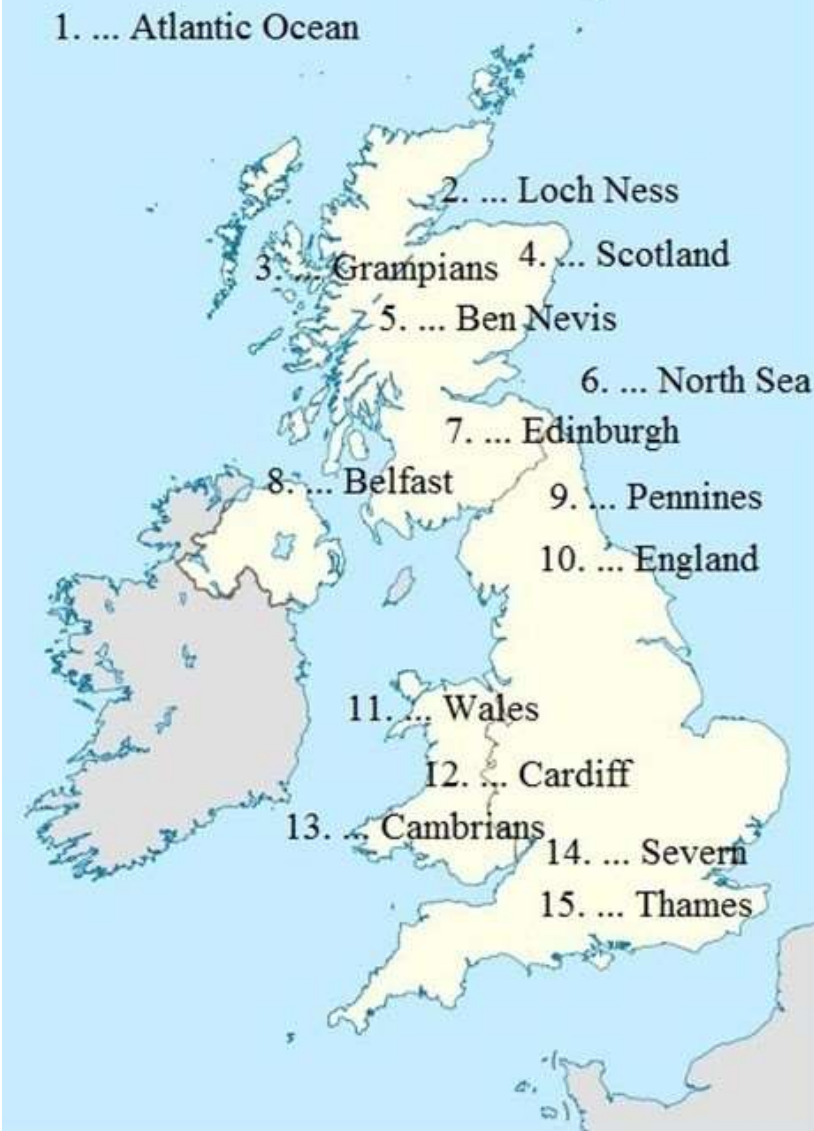 1. ... Atlantic Ocean
2. ... Loch Ness
3. ... Grampians
4. ... Scotland
5. ... Ben Nevis
6. ... North Sea
7. ... Edinburgh
8. ... Belfast
9. ... Pennines
10. ... England
11. ... Wales
12. ... Cardiff
13. ... Cambrians
14. ... Severn
15. ... Thames